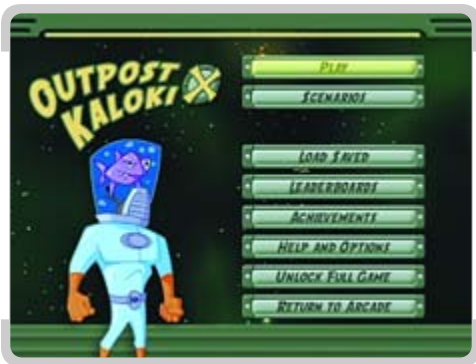 OUTPOST
KALOKI X
PLAY
SCENARIOS
LOAD SAVED
LEADERBOARDS
ACHIEVEMENTS
HELP AND OPTIONS
UNLOCK FULL GAME
RETURN TO ARCADE